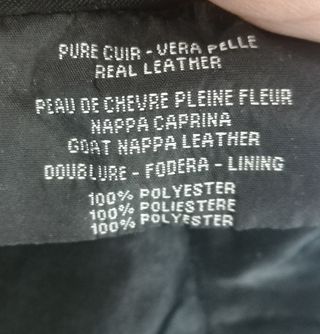 PURE CUIR - VERA PELLE
REAL LEATHER
PEAU DE CHEVRE PLEINE FLEUR
NAPPA CAPRINA
GOAT NAPPA LEATHER
DOUBLURE - FODERA - LINING
100% POLYESTER
100% POLIESTERE
100% POLYESTER